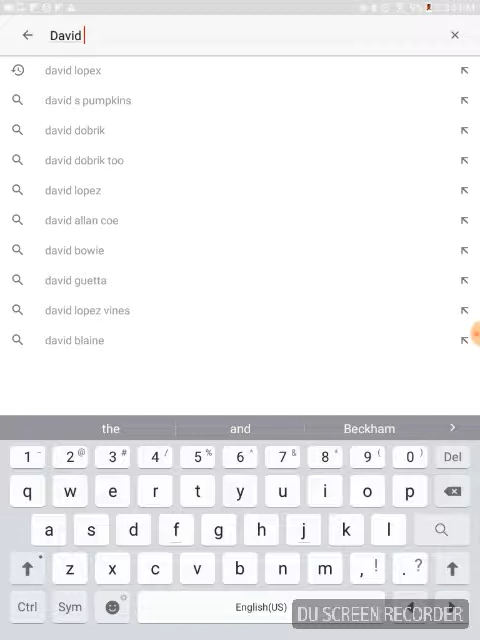 David
david lopex
david s pumpkins
david dobrik
david dobrik too
david lopez
david allan coe
david bowie
david guetta
david lopez vines
david blaine
the and Beckham
1 - 2 @ 3 # 4 / 5 % 6 ^ 7 & 8 * 9 ( 0 ) Del
q w e r t y u i o p
a s d f g h j k l
z x c v b n m , ! . ?
Ctrl Sym English(US)
DU SCREEN RECORDER